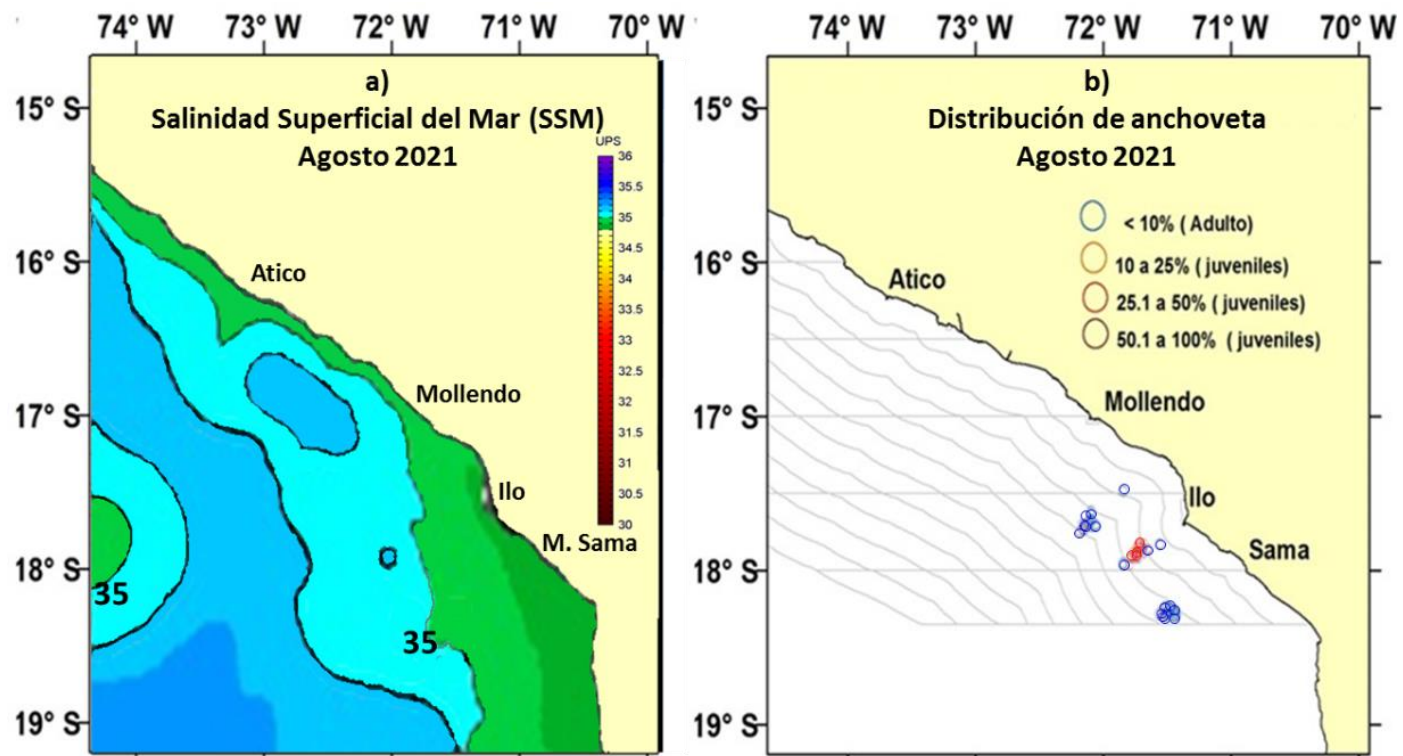 74° W 73° W 72° W 71° W 70° W
a)
Salinidad Superficial del Mar (SSM)
Agosto 2021
UPS
36
35.5
35
34.5
34
33.5
33
32.5
32
31.5
31
30.5
30
15° S
16° S
17° S
18° S
19° S
Atico
Mollendo
Ilo
M. Sama
35
35
74° W 73° W 72° W 71° W 70° W
b)
Distribución de anchoveta
Agosto 2021
< 10% ( Adulto)
10 a 25% ( juveniles)
25.1 a 50% ( juveniles)
50.1 a 100% ( juveniles)
15° S
16° S
17° S
18° S
19° S
Atico
Mollendo
Ilo
Sama